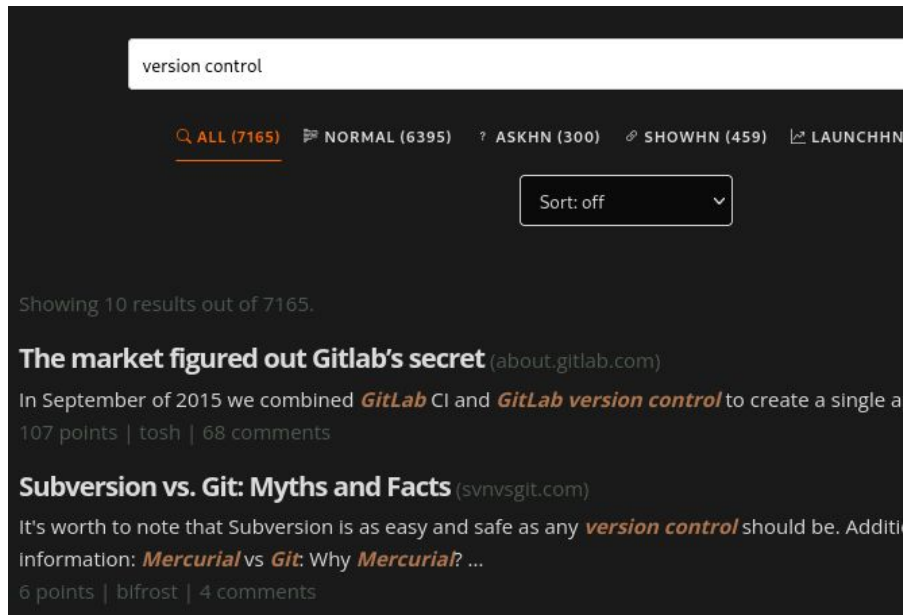 version control
ALL (7165) NORMAL (6395) ? ASKHN (300) SHOWHN (459) LAUNCHHN
Sort: off
Showing 10 results out of 7165.
The market figured out Gitlab's secret (about.gitlab.com)
In September of 2015 we combined GitLab CI and GitLab version control to create a single a
107 points | tosh | 68 comments
Subversion vs. Git: Myths and Facts (svnvsgit.com)
It's worth to note that Subversion is as easy and safe as any version control should be. Additi
information: Mercurial vs Git: Why Mercurial? ...
6 points | bifrost | 4 comments